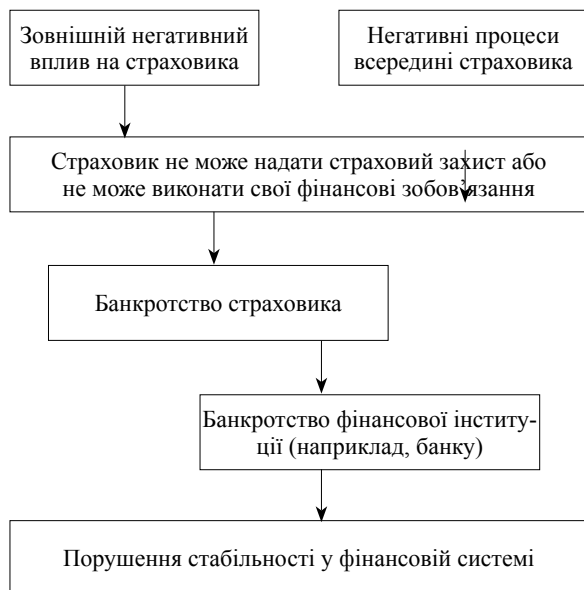 Зовнішній негативний
вплив на страховика
Негативні процеси
всередині страховика
Страховик не може надати страховий захист або
не може виконати свої фінансові зобов’язання
Банкротство страховика
Банкротство фінансової інститу-
ції (наприклад, банку)
Порушення стабільності у фінансовій системі